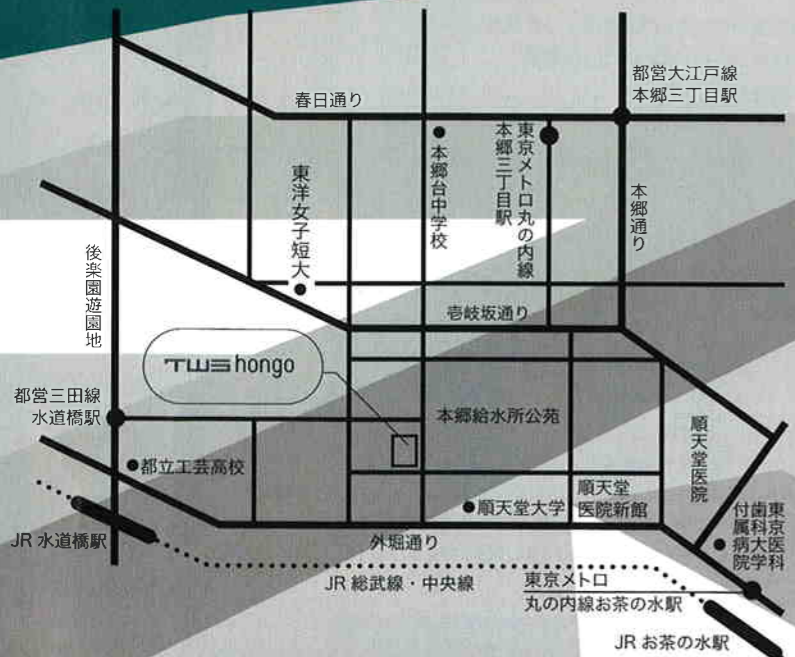 都営大江戸線
本郷三丁目駅
春日通り
本郷台中学校
東京メトロ丸の内線
本郷三丁目駅
東洋女子短大
本郷通り
後楽園遊園地
壱岐坂通り
TWS hongo
都営三田線
水道橋駅
本郷給水所公苑
順天堂医院
都立工芸高校
順天堂大学
順天堂
医院新館
東京医科
歯科大学
付属病院
JR 水道橋駅
外堀通り
JR 総武線・中央線
東京メトロ
丸の内線お茶の水駅
JR お茶の水駅